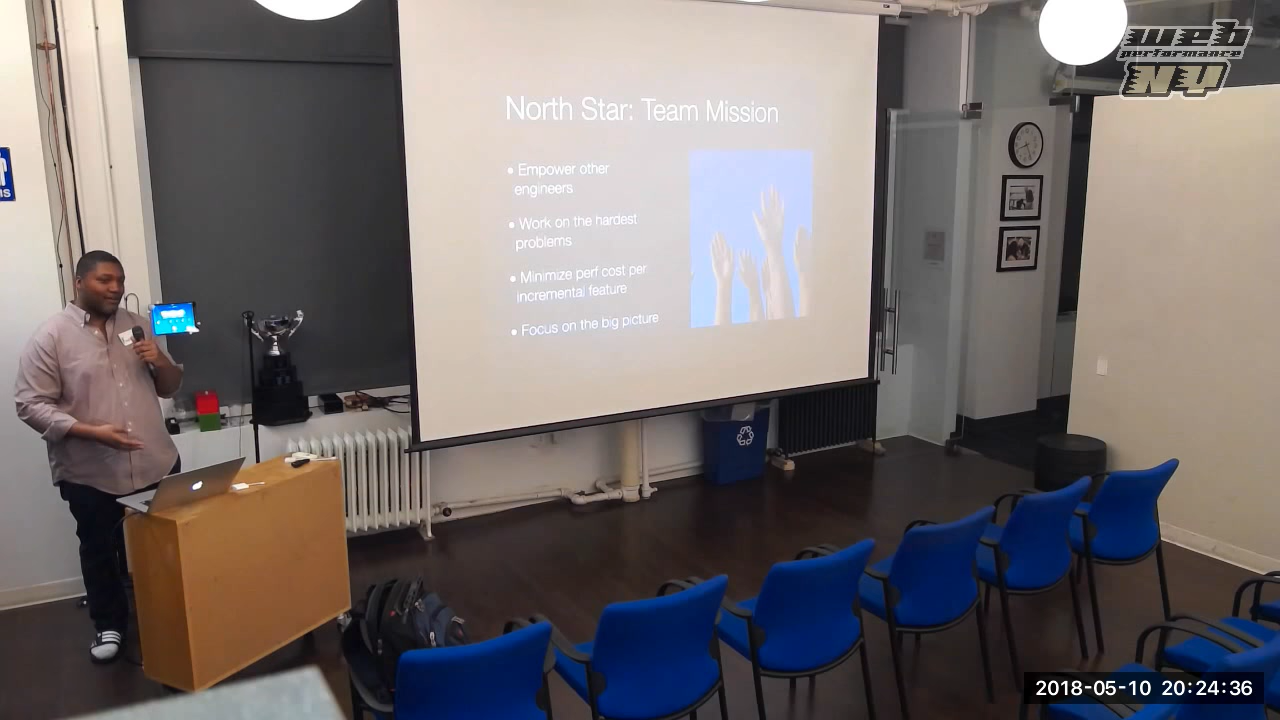 web
performance
NY
North Star: Team Mission
• Empower other
engineers
• Work on the hardest
problems
• Minimize perf cost per
incremental feature
• Focus on the big picture
2018-05-10 20:24:36